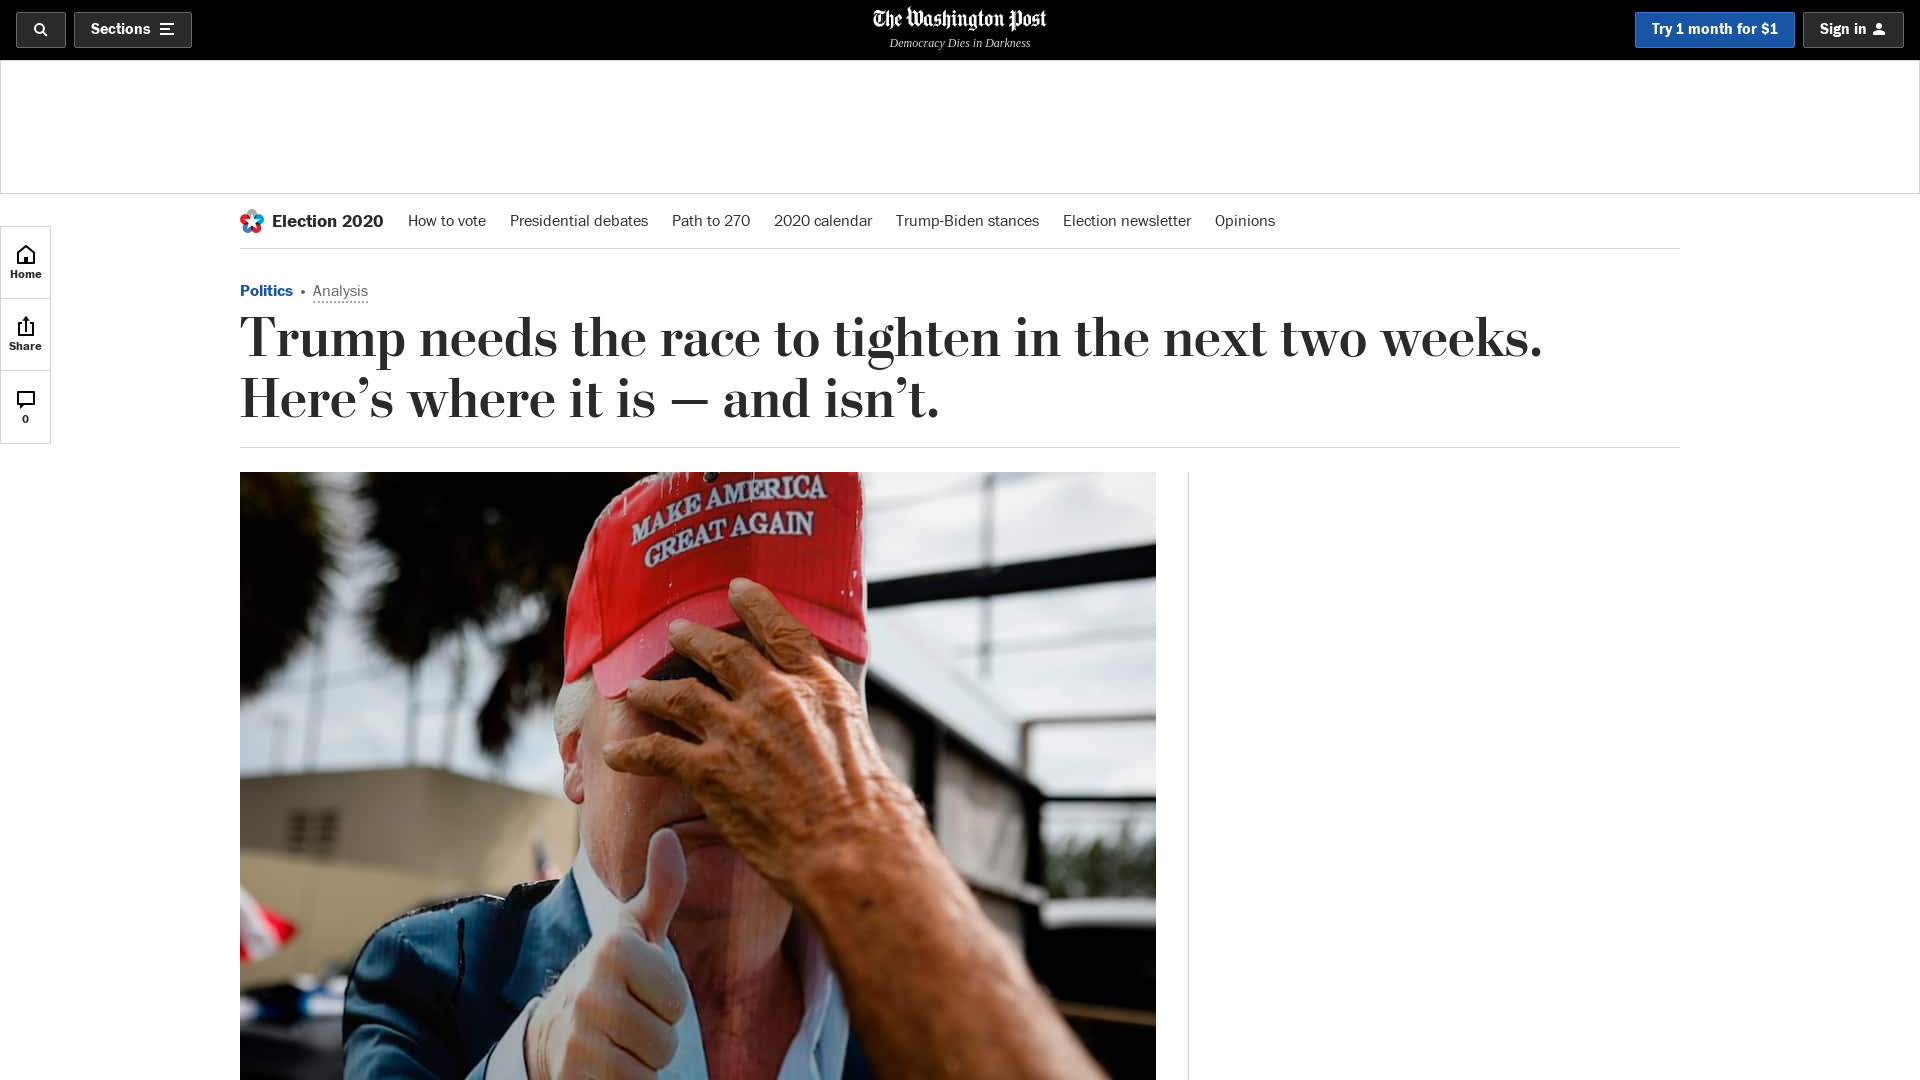 Sections
The Washington Post
Democracy Dies in Darkness
Try 1 month for $1
Sign in
Home
Share
0
Election 2020
How to vote
Presidential debates
Path to 270
2020 calendar
Trump-Biden stances
Election newsletter
Opinions
Politics • Analysis
Trump needs the race to tighten in the next two weeks.
Here’s where it is — and isn’t.
MAKE AMERICA
GREAT AGAIN